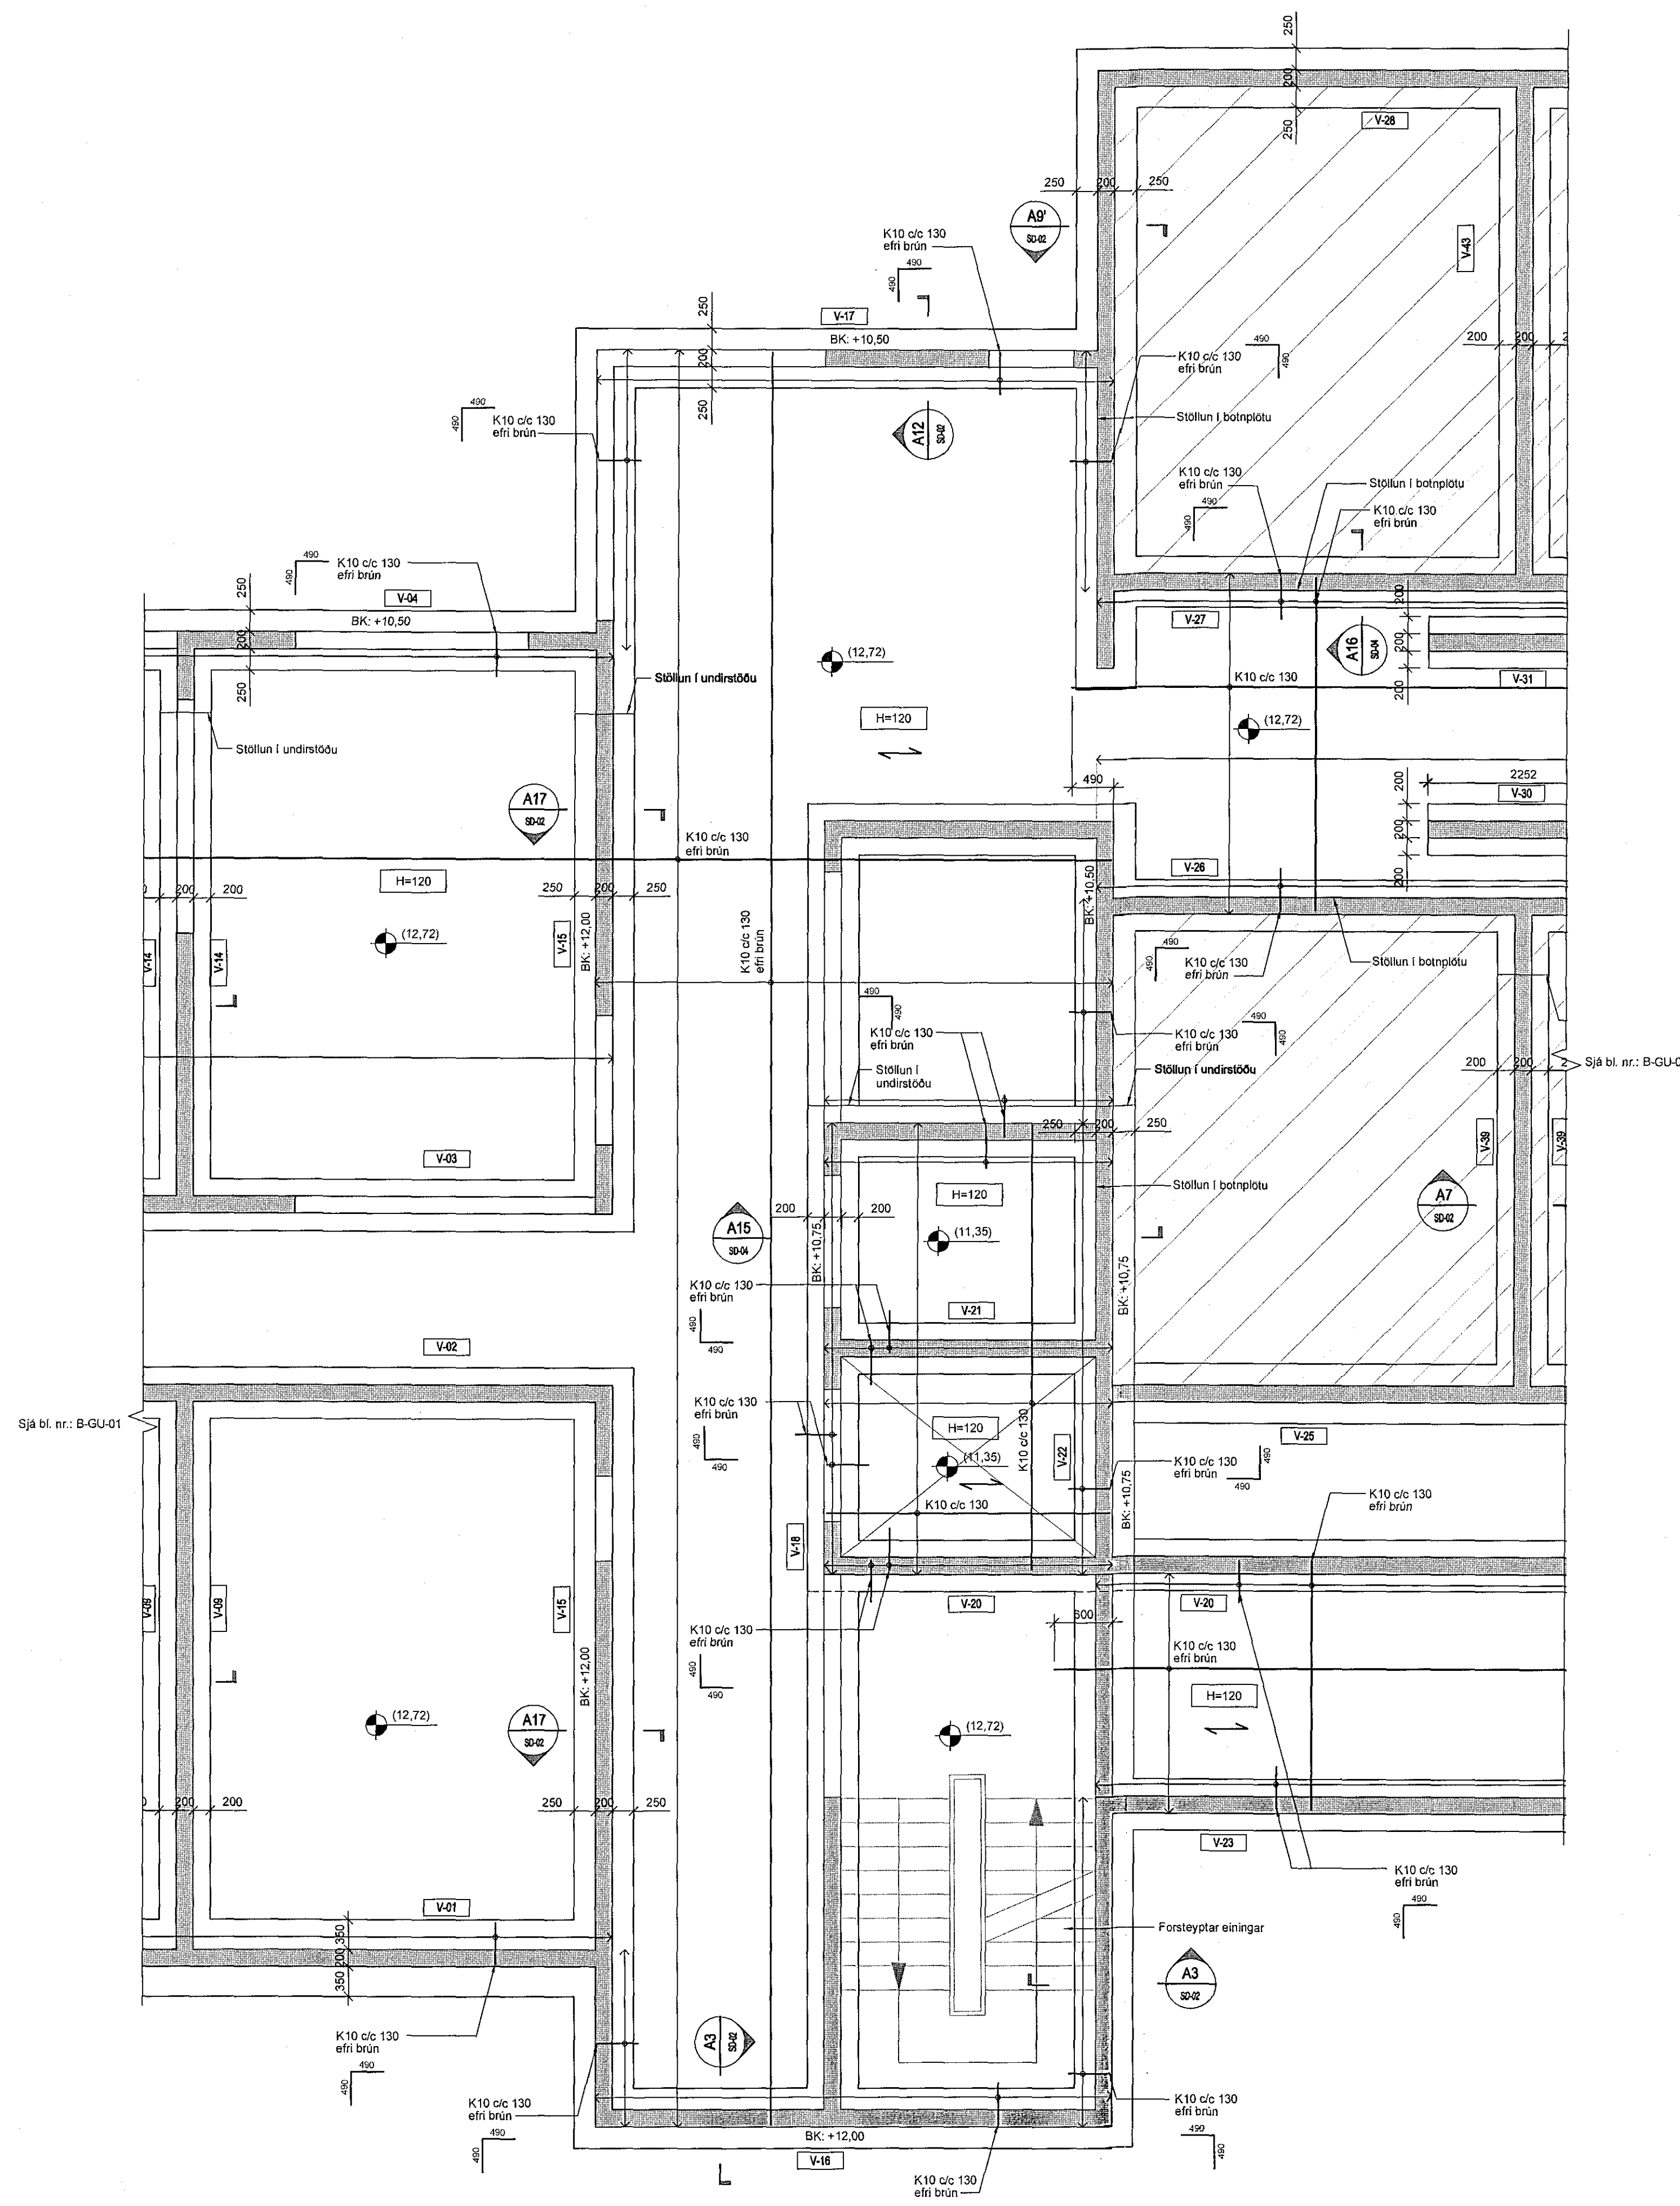 250
200
250
V-28
250
200
250
A9'
SD-02
V-43
K10 c/c 130
efri brún
490
490
250
V-17
BK: +10,50
200
250
490
490
K10 c/c 130
efri brún
200
200
Stöllun í botnplötu
490
490
K10 c/c 130
efri brún
A12
SD-02
K10 c/c 130
efri brún
490
490
Stöllun í botnplötu
K10 c/c 130
efri brún
490
490
K10 c/c 130
efri brún
250
V-04
BK: +10,50
200
250
V-27
200
200
200
A16
SD-04
(12,72)
Stöllun í undirstöðu
K10 c/c 130
V-31
H=120
(12,72)
Stöllun í undirstöðu
490
2252
V-30
A17
SD-02
200
200
200
K10 c/c 130
efri brún
V-26
H=120
200
200
250
200
250
BK: +10,50
V-14
V-14
(12,72)
V-15
BK: +12,00
K10 c/c 130
efri brún
490
490
K10 c/c 130
efri brún
Stöllun í botnplötu
490
490
K10 c/c 130
efri brún
490
490
K10 c/c 130
efri brún
Stöllun í
undirstöðu
Stöllun í undirstöðu
200
200
Sjá bl. nr.: B-GU-0
250
200
250
V-03
V-39
V-39
H=120
Stöllun í botnplötu
A7
SD-02
200
200
A15
SD-04
BK: +10,75
(11,35)
BK: +10,75
K10 c/c 130
efri brún
490
490
V-21
V-02
K10 c/c 130
efri brún
490
490
Sjá bl. nr.: B-GU-01
H=120
(11,35)
K10 c/c 130
V-22
V-25
K10 c/c 130
efri brún
490
490
K10 c/c 130
BK: +10,75
K10 c/c 130
efri brún
V-18
V-09
V-09
V-15
V-20
V-20
600
K10 c/c 130
efri brún
490
490
K10 c/c 130
efri brún
BK: +12,00
H=120
(12,72)
A17
SD-02
(12,72)
200
200
250
200
250
V-23
K10 c/c 130
efri brún
490
490
V-01
350
200
350
Forsteyptar einingar
A3
SD-02
K10 c/c 130
efri brún
490
490
A3
SD-02
K10 c/c 130
efri brún
490
490
K10 c/c 130
efri brún
490
490
BK: +12,00
V-16
K10 c/c 130
efri brún